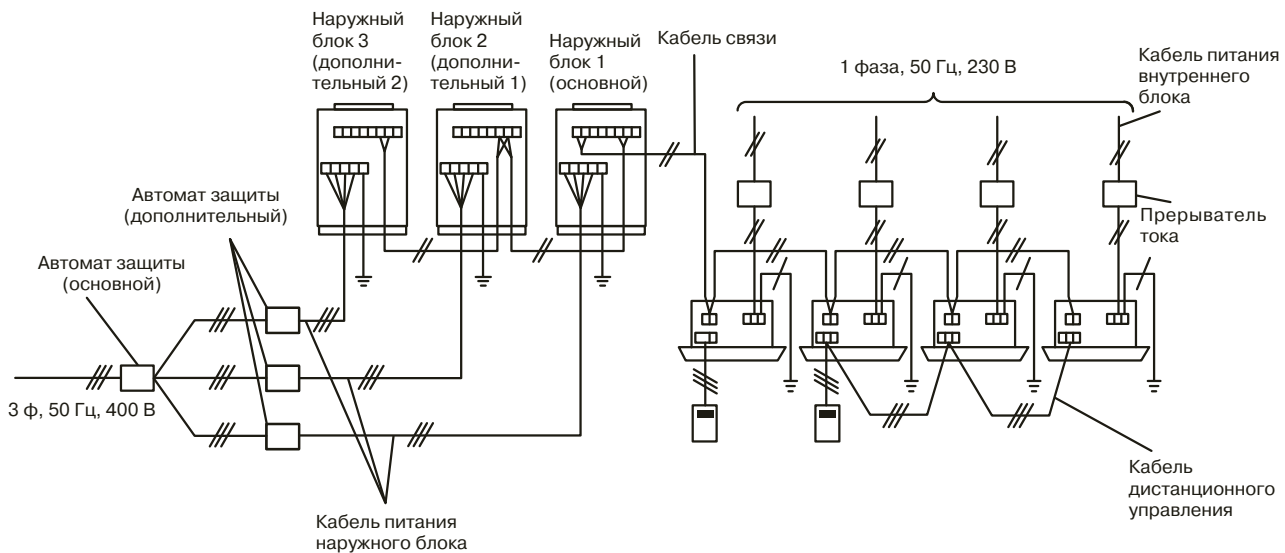 Наружный
блок 3
(дополни-
тельный 2)
Наружный
блок 2
(дополни-
тельный 1)
Наружный
блок 1
(основной)
Кабель связи
1 фаза, 50 Гц, 230 В
Кабель питания
внутреннего
блока
Автомат защиты
(дополнительный)
Прерыватель
тока
Автомат защиты
(основной)
3 ф, 50 Гц, 400 В
Кабель питания
наружного блока
Кабель
дистанционного
управления